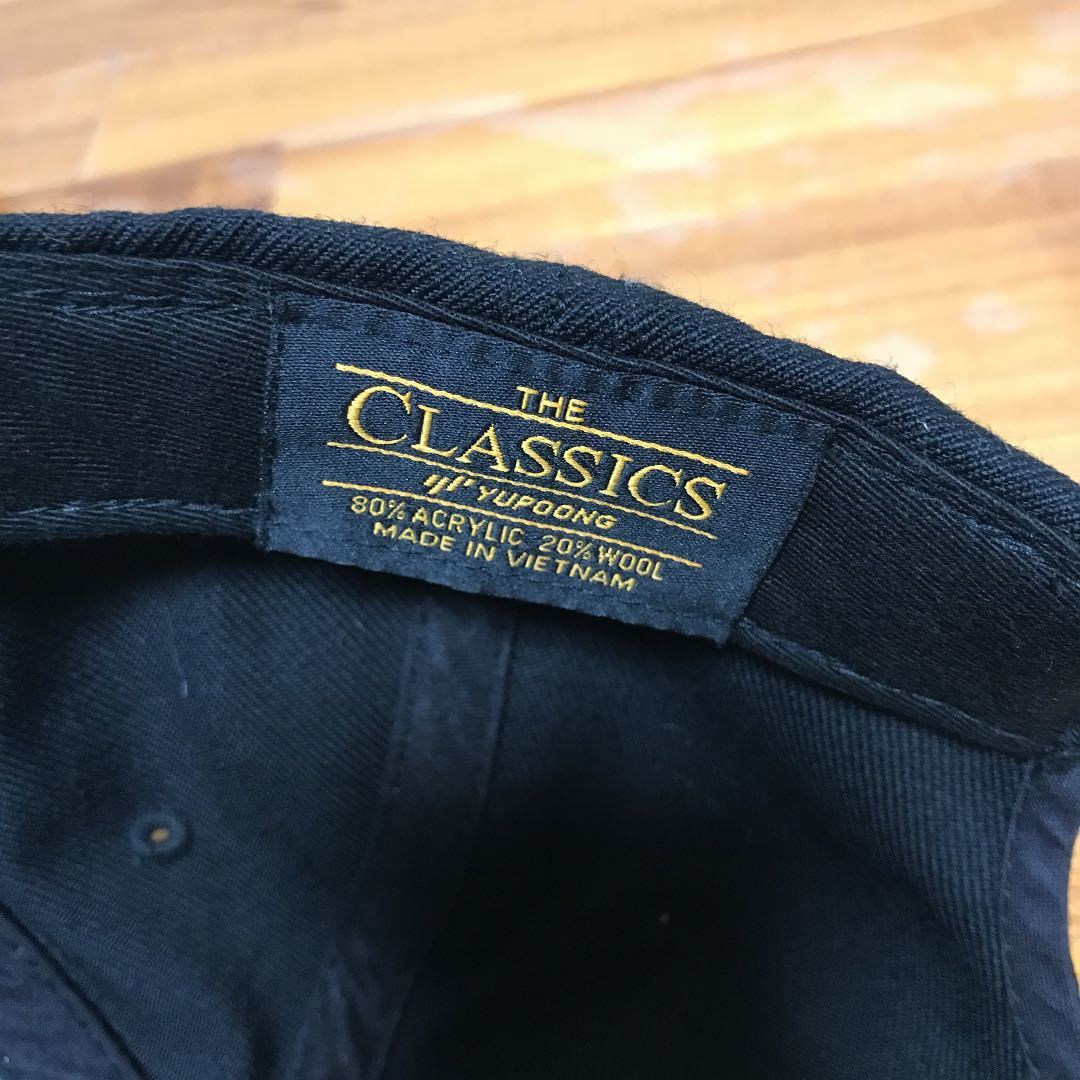 THE
CLASSICS
YUPOONG
80% ACRYLIC 20% WOOL
MADE IN VIETNAM